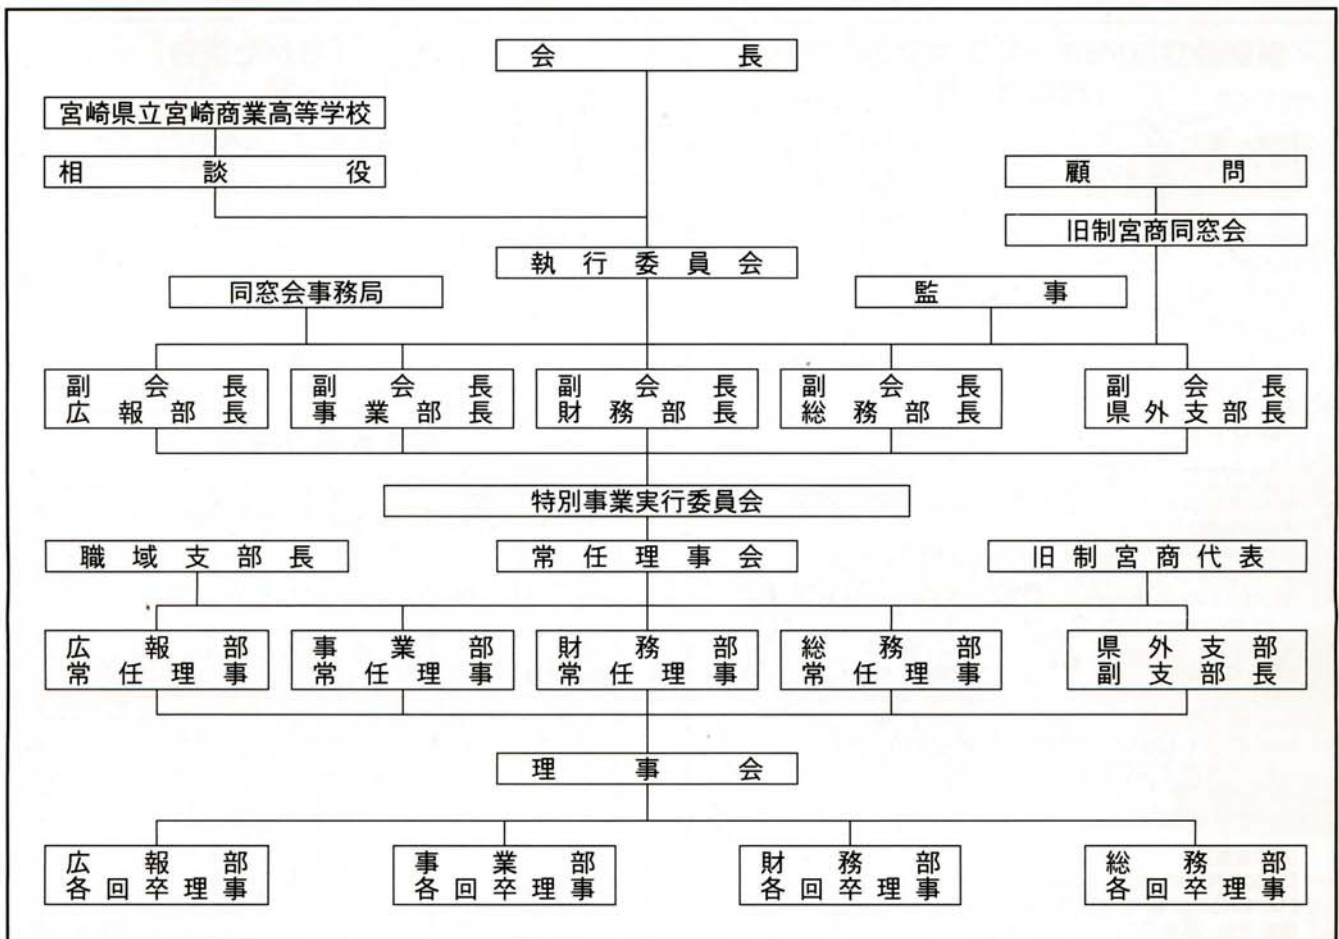 会長
宮崎県立宮崎商業高等学校
相談役
顧問
旧制宮商同窓会
執行委員会
同窓会事務局
監事
副会長
広報部長
副会長
事業部長
副会長
財務部長
副会長
総務部長
副会長
県外支部長
特別事業実行委員会
職域支部長
常任理事会
旧制宮商代表
広報部
常任理事
事業部
常任理事
財務部
常任理事
総務部
常任理事
県外支部
副支部長
理事会
広報部
各回卒理事
事業部
各回卒理事
財務部
各回卒理事
総務部
各回卒理事